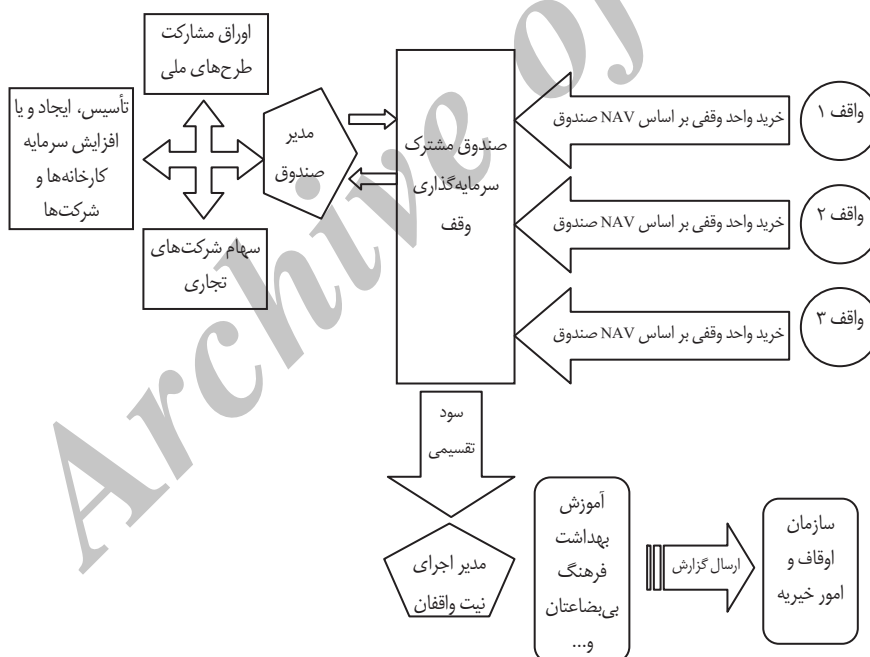 واقف ۱
خرید واحد وقفی بر اساس NAV صندوق
واقف ۲
خرید واحد وقفی بر اساس NAV صندوق
واقف ۳
خرید واحد وقفی بر اساس NAV صندوق
صندوق مشترک
سرمایه‌گذاری
وقف
مدیر
صندوق
اوراق مشارکت
طرح‌های ملی
تأسیس، ایجاد و یا
افزایش سرمایه
کارخانه‌ها و
شرکت‌ها
سهام شرکت‌های
تجاری
سود
تقسیمی
مدیر اجرای
نیت واقفان
آموزش
بهداشت
فرهنگ
بی‌بضاعتان
و...
ارسال گزارش
سازمان
اوقاف و
امور خیریه
Archive of